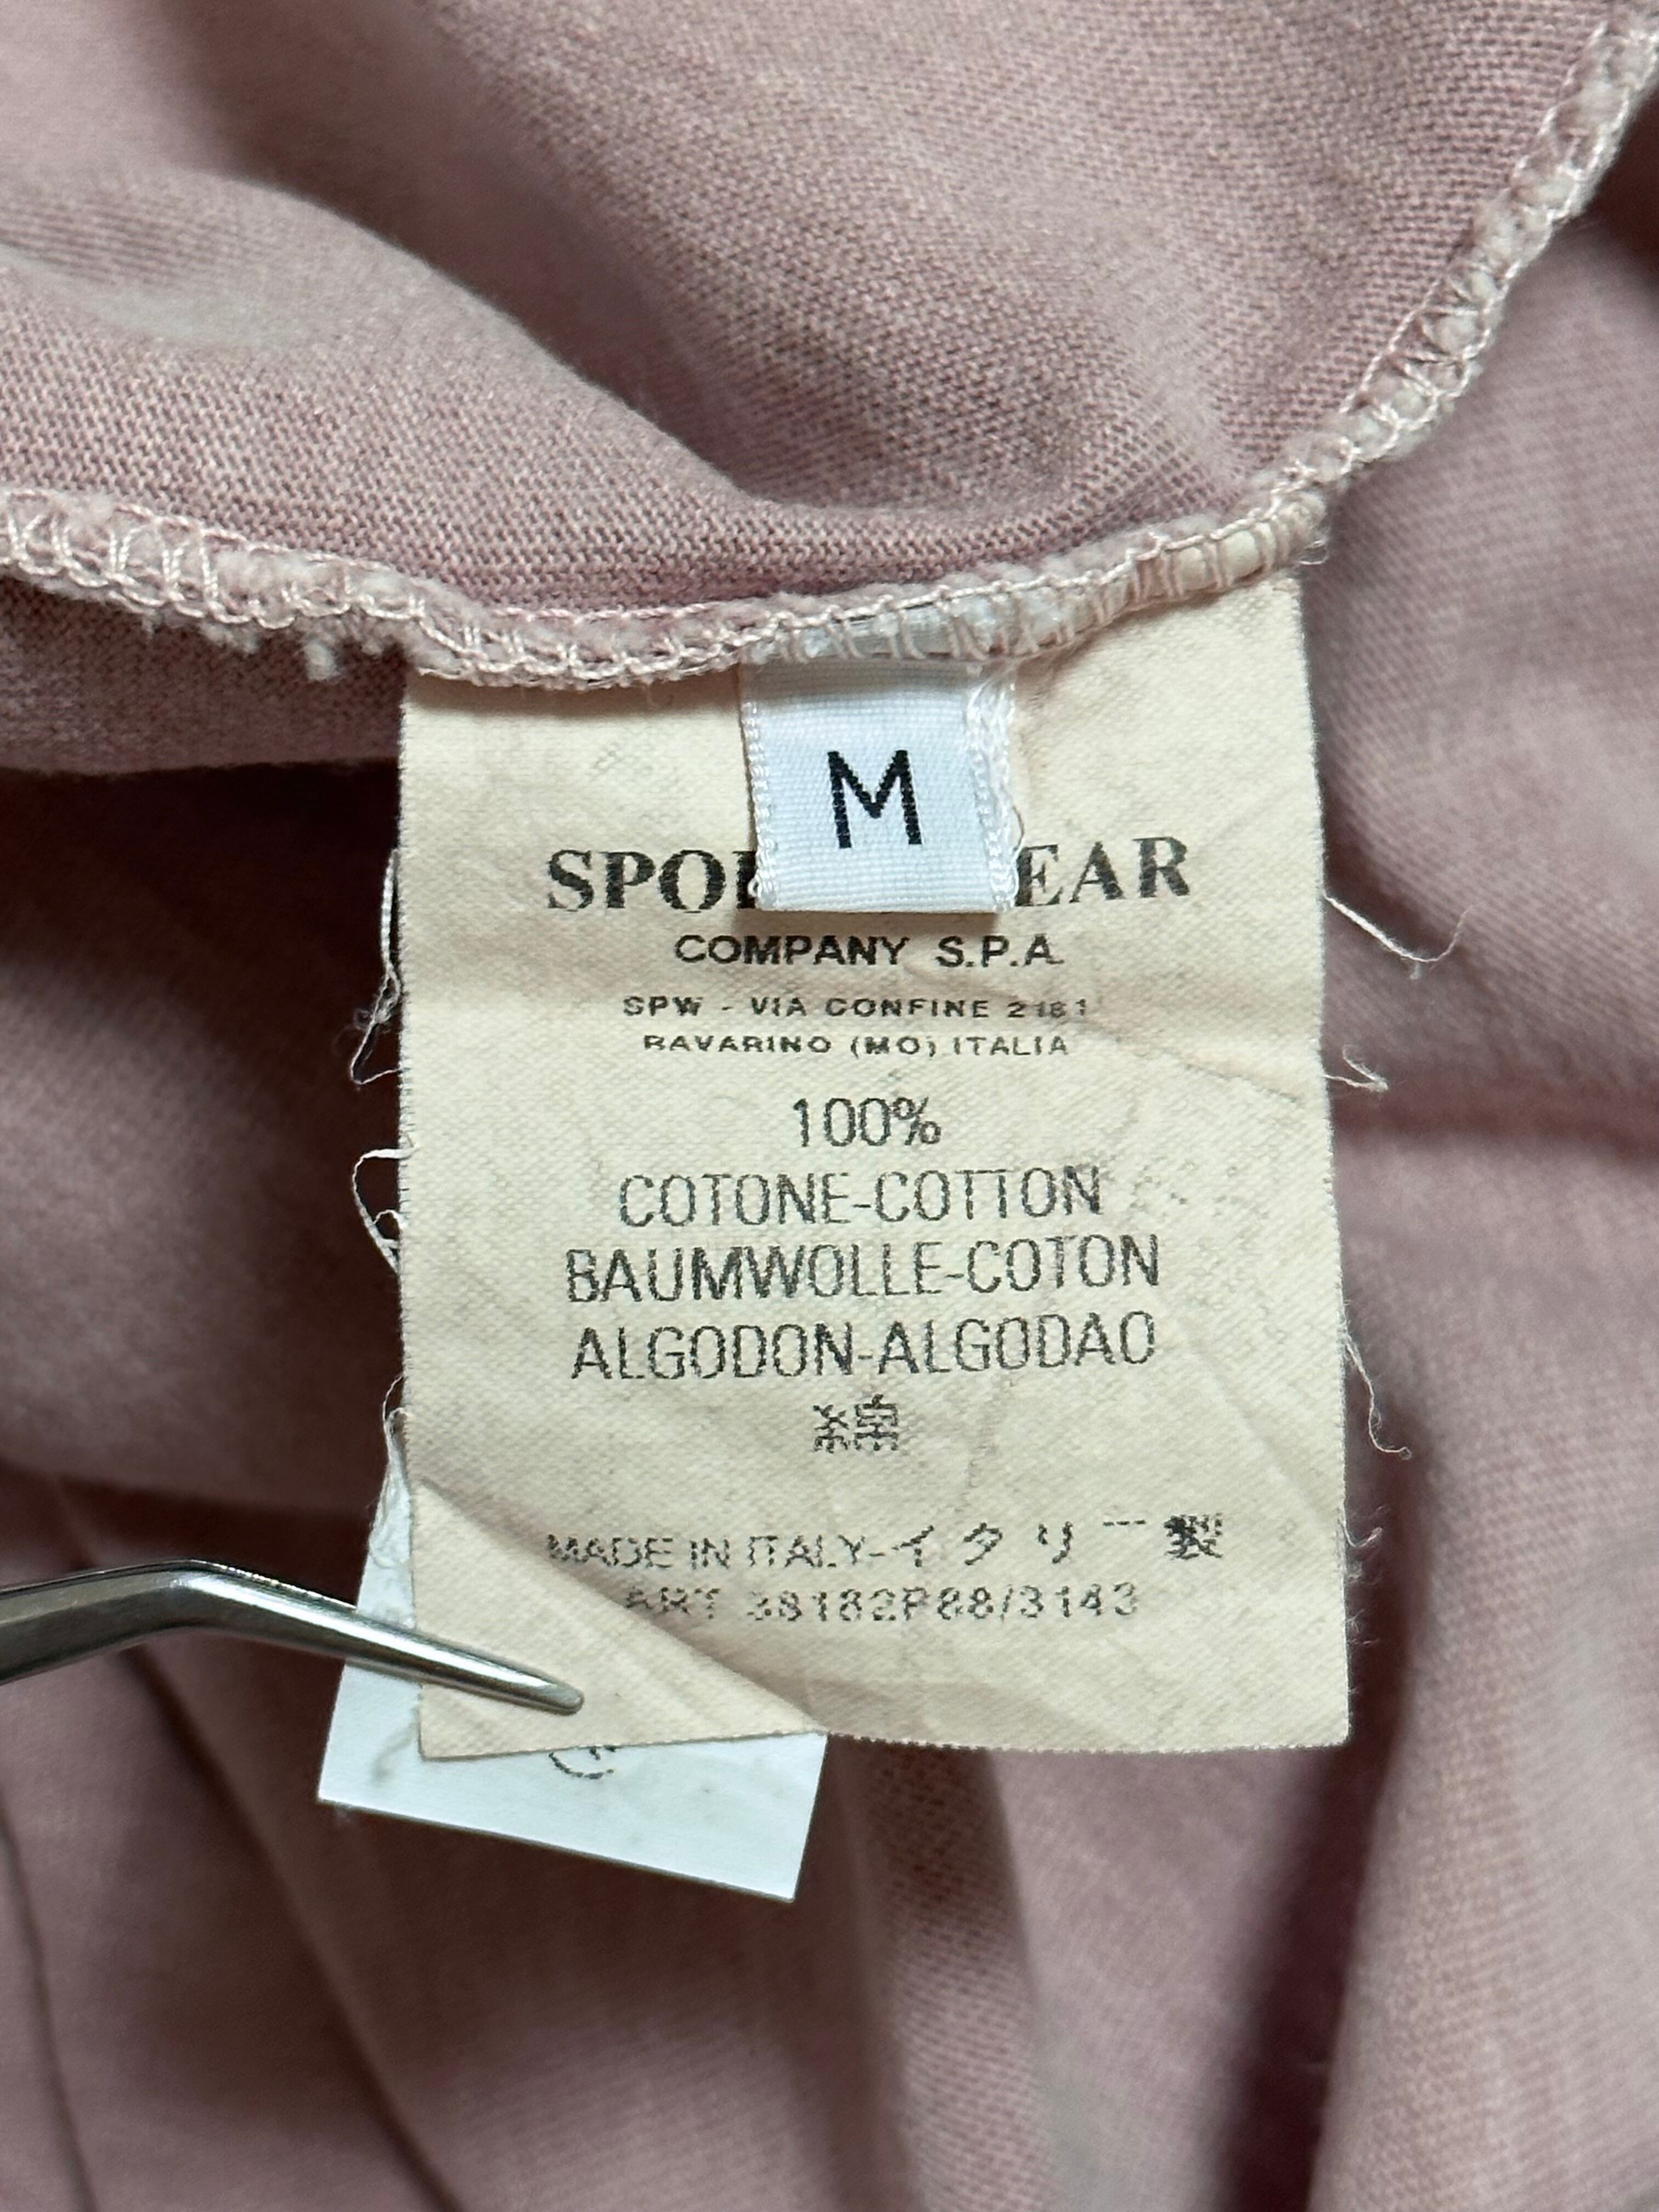 M
SPO EAR
COMPANY S.P.A.
SPW - VIA CONFINE 2181
RAVARINO (MO) ITALIA
100%
COTONE-COTTON
BAUMWOLLE-COTON
ALGODON-ALGODAO
綿
MADE IN ITALY-イタリー製
ART 38182P88/3143